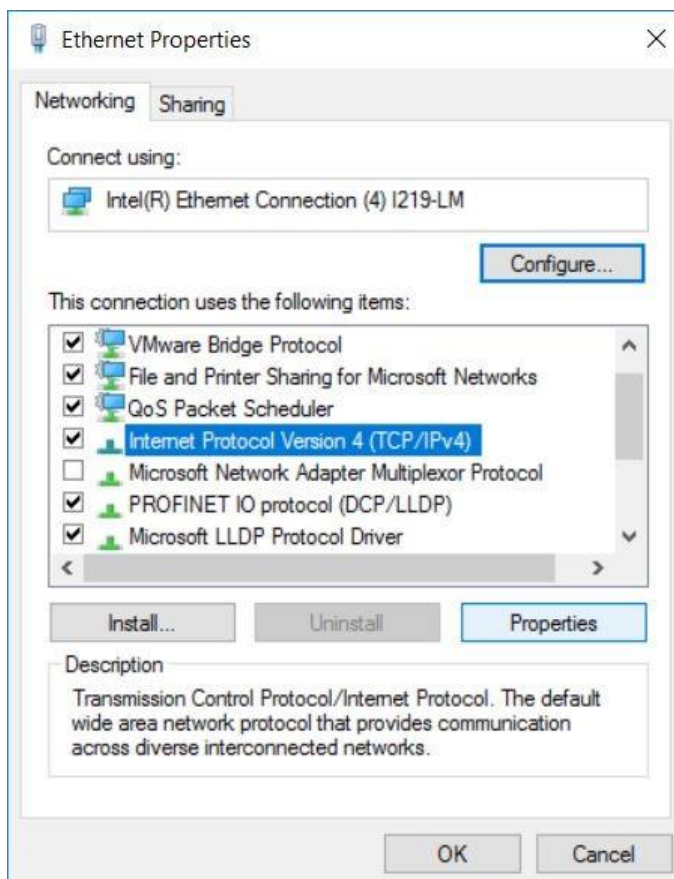 Ethernet Properties
Networking
Sharing
Connect using:
Intel(R) Ethernet Connection (4) I219-LM
Configure...
This connection uses the following items:
VMware Bridge Protocol
File and Printer Sharing for Microsoft Networks
QoS Packet Scheduler
Internet Protocol Version 4 (TCP/IPv4)
Microsoft Network Adapter Multiplexor Protocol
PROFINET IO protocol (DCP/LLDP)
Microsoft LLDP Protocol Driver
Install...
Uninstall
Properties
Description
Transmission Control Protocol/Internet Protocol. The default
wide area network protocol that provides communication
across diverse interconnected networks.
OK
Cancel